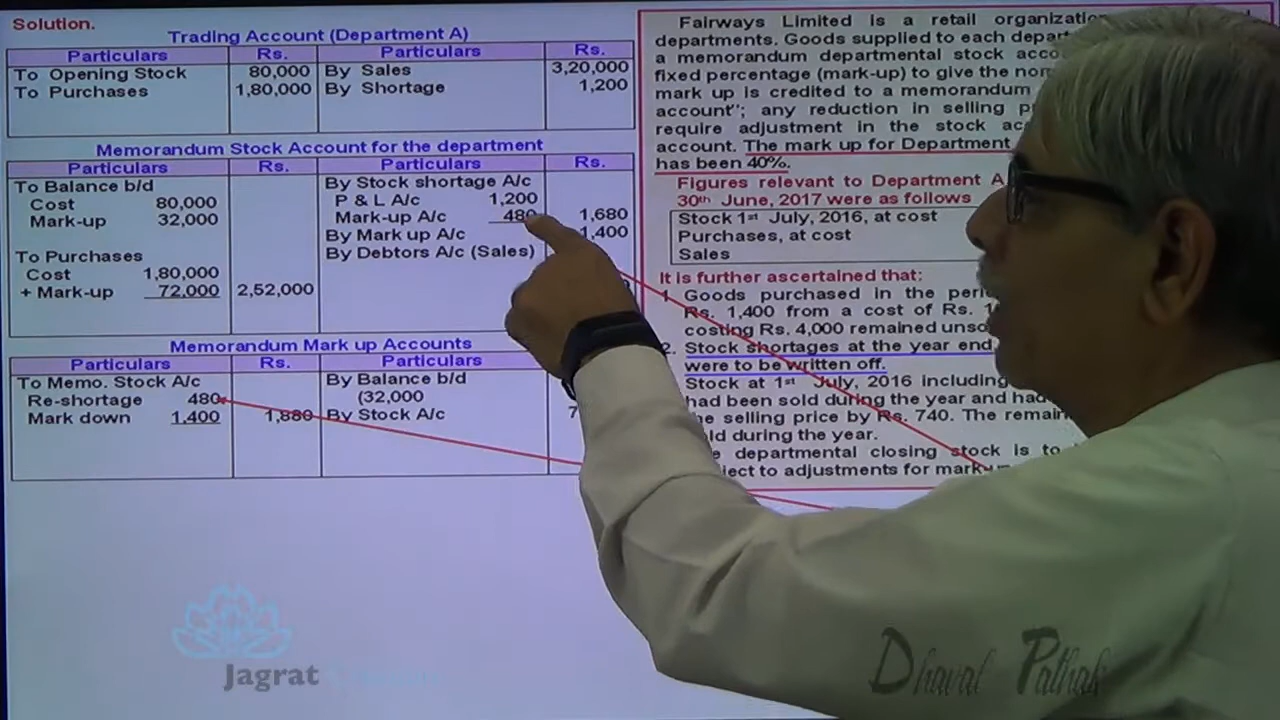 Solution.
Trading Account (Department A)
Particulars Rs. Particulars Rs.
To Opening Stock 80,000 By Sales 3,20,000
To Purchases 1,80,000 By Shortage 1,200
Memorandum Stock Account for the department
Particulars Rs. Particulars Rs.
To Balance b/d By Stock shortage A/c
Cost 80,000 P & L A/c 1,200
Mark-up 32,000 Mark-up A/c 480 1,680
By Mark up A/c 1,400
To Purchases By Debtors A/c (Sales)
Cost 1,80,000
+ Mark-up 72,000 2,52,000
Memorandum Mark up Accounts
Particulars Rs. Particulars
To Memo. Stock A/c By Balance b/d
Re-shortage 480 (32,000
Mark down 1,400 1,880 By Stock A/c
Fairways Limited is a retail
departments. Goods supplied to each
a memorandum departmental stock
fixed percentage (mark-up) to give the
mark up is credited to a memorandum
account"; any reduction in selling
require adjustment in the stock
account. The mark up for Department
has been 40%.
Figures relevant to Department A
30th June, 2017 were as follows
Stock 1st July, 2016, at cost
Purchases, at cost
Sales
It is further ascertained that:
1. Goods purchased in the
Rs. 1,400 from a cost of Rs.
costing Rs. 4,000 remained
2. Stock shortages at the year end
were to be written off.
Stock at 1st July, 2016 including
had been sold during the year and had
selling price by Rs. 740. The
during the year.
departmental closing stock is to
to adjustments for
Jagrat
Dhaval Pathak